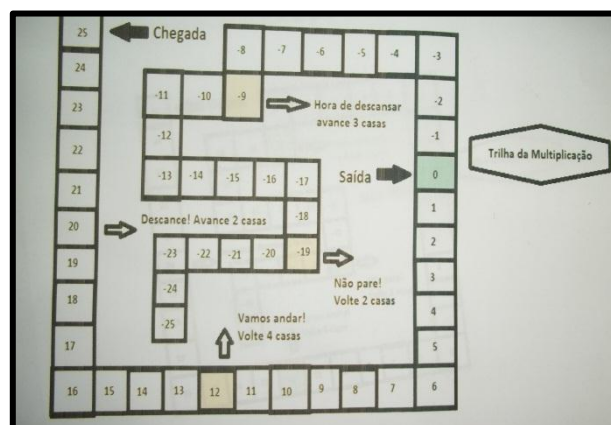 25
Chegada
-8 -7 -6 -5 -4 -3
24
23
-11 -10 -9
Hora de descansar
avance 3 casas
-2
-12
-1
22
Trilha da Multiplicação
-13 -14 -15 -16 -17
Saída
0
21
1
20
Descance! Avance 2 casas
-18
2
19
-23 -22 -21 -20 -19
3
-24
Não pare!
Volte 2 casas
18
4
-25
Vamos andar!
Volte 4 casas
17
5
16 15 14 13 12 11 10 9 8 7 6